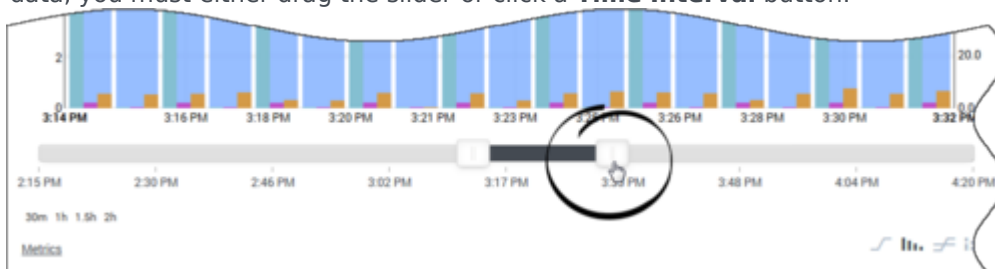 data, you must either drag the slider or click a Time Interval button.
2 20.0
0 0.0
3:14 PM 3:16 PM 3:18 PM 3:20 PM 3:21 PM 3:23 PM 3:26 PM 3:28 PM 3:30 PM 3:32 PM
2:15 PM 2:30 PM 2:46 PM 3:02 PM 3:17 PM 3:48 PM 4:04 PM 4:20 PM
30m 1h 1.5h 2h
Metrics